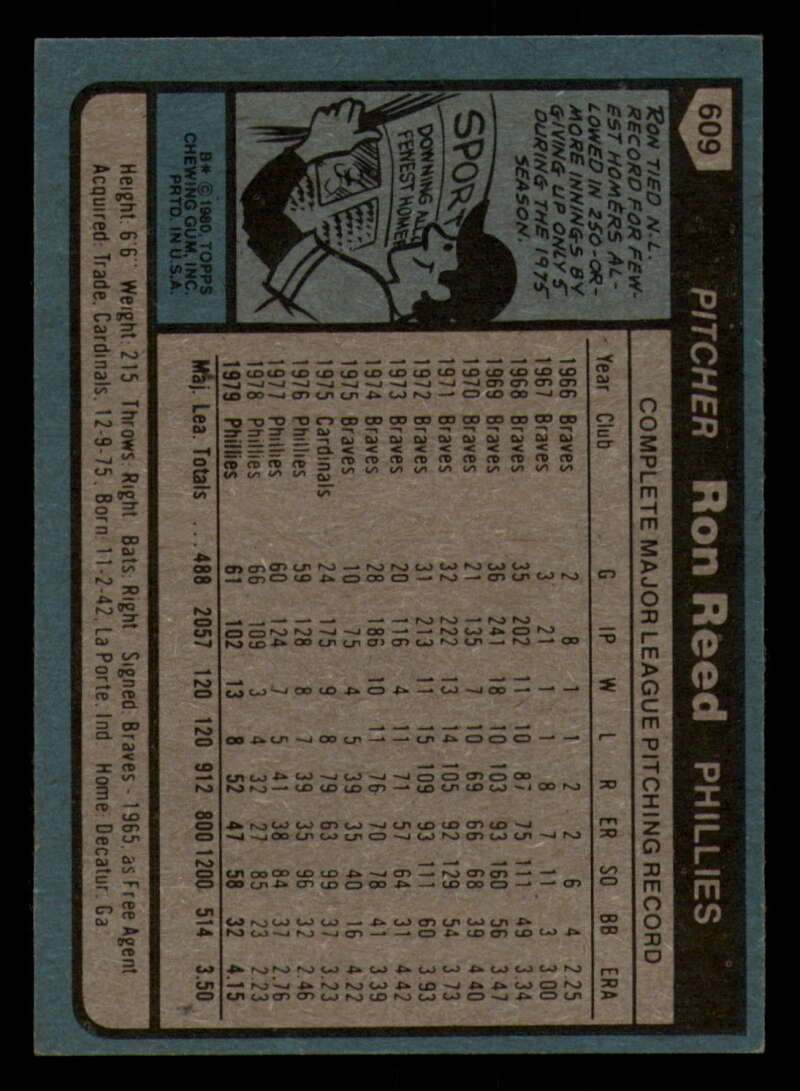 609 PITCHER Ron Reed PHILLIES
RON TIED N.L.
RECORD FOR FEW-
EST HOMERS AL-
LOWED IN 250-OR-
MORE INNINGS BY
GIVING UP ONLY 5
DURING THE 1975
SEASON.
SPORT
DOWNING AL
FEWEST HOME
B* © 1980 TOPPS
CHEWING GUM, INC.
PRTD. IN U.S.A.
COMPLETE MAJOR LEAGUE PITCHING RECORD
Year Club G IP W L R ER SO BB ERA
1966 Braves 2 8 1 1 2 2 6 4 2.25
1967 Braves 3 21 1 1 8 7 11 3 3.00
1968 Braves 35 202 11 10 87 75 111 49 3.34
1969 Braves 36 241 18 10 103 93 160 56 3.47
1970 Braves 21 135 7 10 69 66 68 39 4.40
1971 Braves 32 222 13 14 105 92 129 54 3.73
1972 Braves 31 213 11 15 109 93 111 60 3.93
1973 Braves 20 116 4 11 71 57 64 31 4.42
1974 Braves 28 186 10 11 76 70 78 41 3.39
1975 Braves 10 75 4 5 39 35 40 16 4.22
1975 Cardinals 24 175 9 8 79 63 99 37 3.23
1976 Phillies 59 128 8 7 39 35 96 32 2.46
1977 Phillies 60 124 7 5 41 38 84 37 2.76
1978 Phillies 66 109 3 4 32 27 85 23 2.23
1979 Phillies 61 102 13 8 52 47 58 32 4.15
Maj. Lea. Totals ... 488 2057 120 120 912 800 1200 514 3.50
Height: 6'6" Weight: 215 Throws: Right Bats: Right Signed: Braves - 1965, as Free Agent
Acquired: Trade, Cardinals, 12-9-75. Born: 11-2-42, La Porte, Ind Home: Decatur, Ga